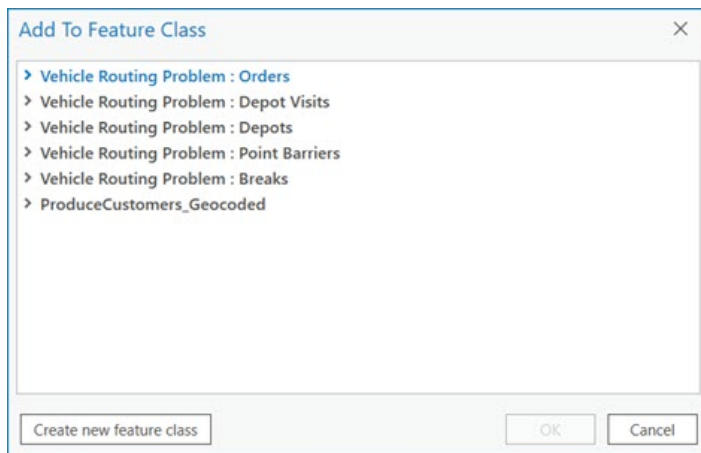 Add To Feature Class
Vehicle Routing Problem : Orders
Vehicle Routing Problem : Depot Visits
Vehicle Routing Problem : Depots
Vehicle Routing Problem : Point Barriers
Vehicle Routing Problem : Breaks
ProduceCustomers_Geocoded
Create new feature class
OK
Cancel